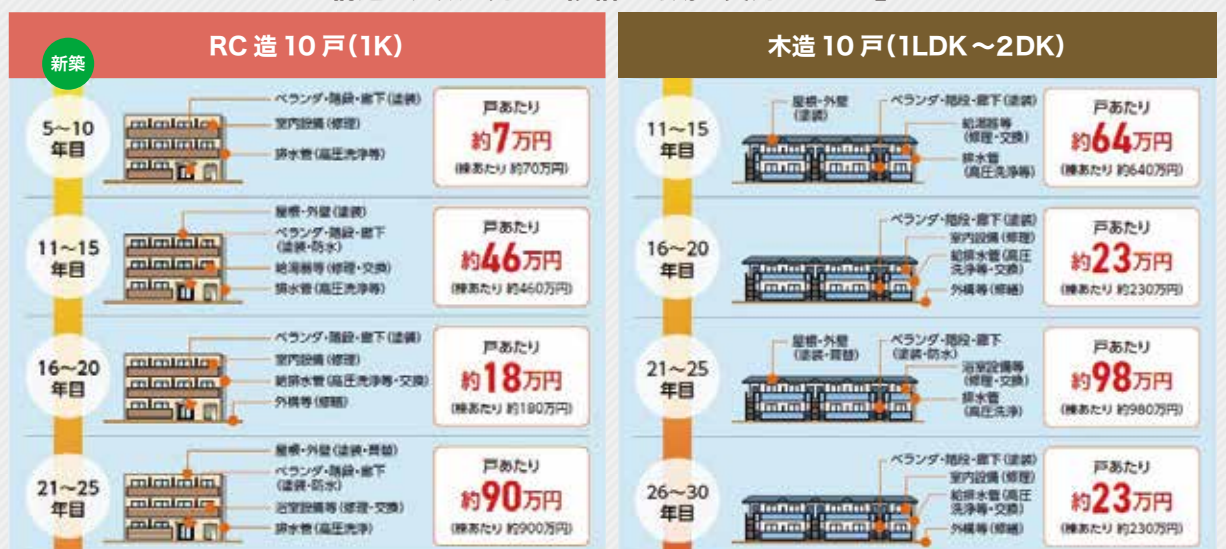 RC造10戸(1K)
新築
5～10
年目
ベランダ・階段・廊下(塗装)
室内設備(修理)
排水管(高圧洗浄等)
戸あたり
約7万円
(棟あたり 約70万円)
11～15
年目
屋根・外壁(塗装)
ベランダ・階段・廊下
(塗装・防水)
給湯器等(修理・交換)
排水管(高圧洗浄等)
戸あたり
約46万円
(棟あたり 約460万円)
16～20
年目
ベランダ・階段・廊下(塗装)
室内設備(修理)
給排水管(高圧洗浄等・交換)
外構等(修繕)
戸あたり
約18万円
(棟あたり 約180万円)
21～25
年目
屋根・外壁(塗装・葺替)
ベランダ・階段・廊下
(塗装・防水)
浴室設備等(修理・交換)
排水管(高圧洗浄)
戸あたり
約90万円
(棟あたり 約900万円)
木造10戸(1LDK～2DK)
11～15
年目
屋根・外壁
(塗装)
ベランダ・階段・廊下(塗装)
給湯器等
(修理・交換)
排水管
(高圧洗浄等)
戸あたり
約64万円
(棟あたり 約640万円)
16～20
年目
ベランダ・階段・廊下(塗装)
室内設備(修理)
給排水管(高圧
洗浄等・交換)
外構等(修繕)
戸あたり
約23万円
(棟あたり 約230万円)
21～25
年目
屋根・外壁
(塗装・葺替)
ベランダ・階段・廊下
(塗装・防水)
浴室設備等
(修理・交換)
排水管
(高圧洗浄)
戸あたり
約98万円
(棟あたり 約980万円)
26～30
年目
ベランダ・階段・廊下(塗装)
室内設備(修理)
給排水管(高圧
洗浄等・交換)
外構等(修繕)
戸あたり
約23万円
(棟あたり 約230万円)